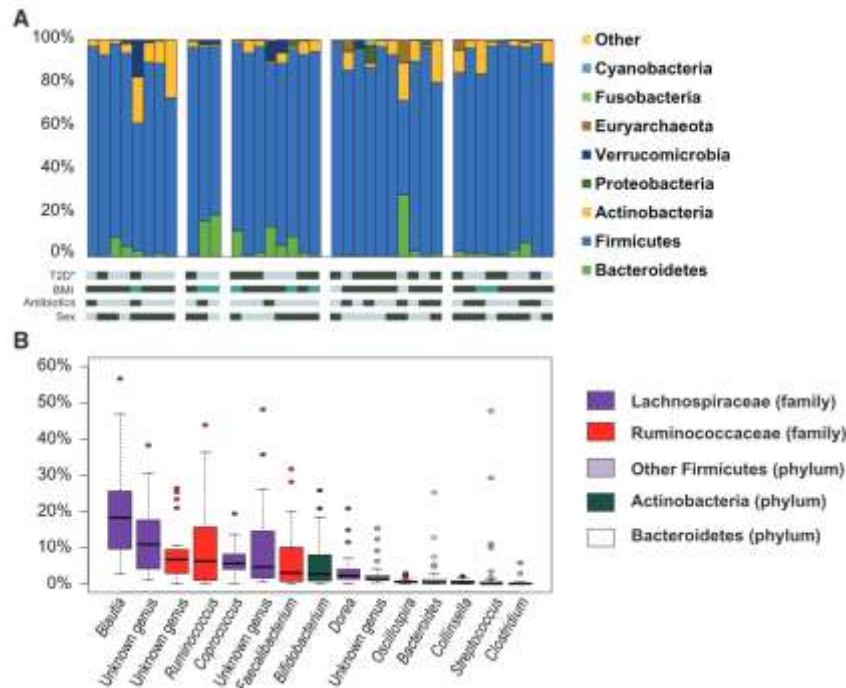 A
100%
80%
60%
40%
20%
0%
T2D*
BMI
Antibiotics
Sex
Other
Cyanobacteria
Fusobacteria
Euryarchaeota
Verrucomicrobia
Proteobacteria
Actinobacteria
Firmicutes
Bacteroidetes
B
60%
50%
40%
30%
20%
10%
0%
Blautia
Unknown genus
Unknown genus
Ruminococcus
Coprococcus
Unknown genus
Faecalibacterium
Bifidobacterium
Dorea
Unknown genus
Oscillospira
Bacteroides
Collinsella
Streptococcus
Clostridium
Lachnospiraceae (family)
Ruminococcaceae (family)
Other Firmicutes (phylum)
Actinobacteria (phylum)
Bacteroidetes (phylum)